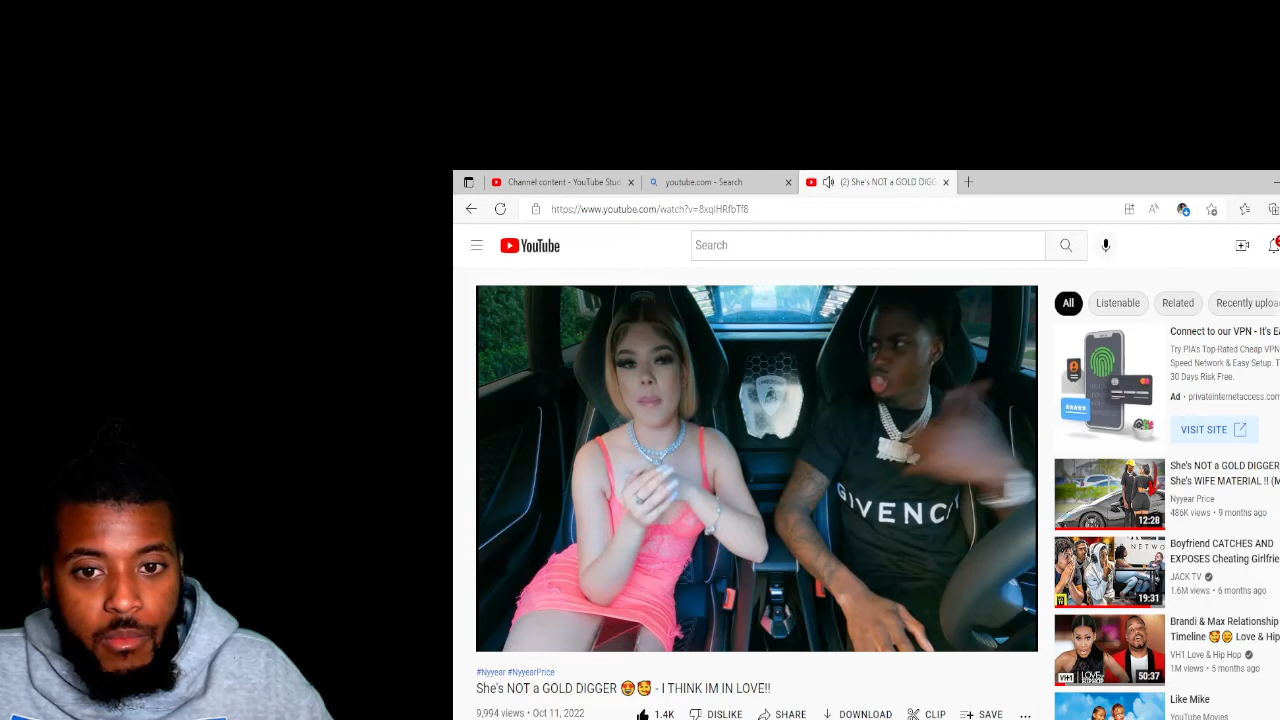 Channel content - YouTube Stud
youtube.com - Search
(2) She's NOT a GOLD DIGG
https://www.youtube.com/watch?v=8xqlHRfbTf8
YouTube
Search
All
Listenable
Related
Recently uploa
Connect to our VPN - It's Ea
Try PIA's Top-Rated Cheap VPN
Speed Network & Easy Setup. T
30 Days Risk Free.
Ad · privateinternetaccess.com
VISIT SITE
GIVENC
She's NOT a GOLD DIGGER
She's WIFE MATERIAL !! (M
Nyyear Price
486K views • 9 months ago
12:28
NETWO
Boyfriend CATCHES AND
EXPOSES Cheating Girlfrie
JACK TV
1.6M views • 6 months ago
19:31
Brandi & Max Relationship
Timeline 🥰🥰 Love & Hip
VH1 Love & Hip Hop
1M views • 5 months ago
VH1
50:37
Like Mike
YouTube Movies
#Nyyear #NyyearPrice
She's NOT a GOLD DIGGER 😍🥰 - I THINK IM IN LOVE!!
9,994 views • Oct 11, 2022
1.4K
DISLIKE
SHARE
DOWNLOAD
CLIP
SAVE